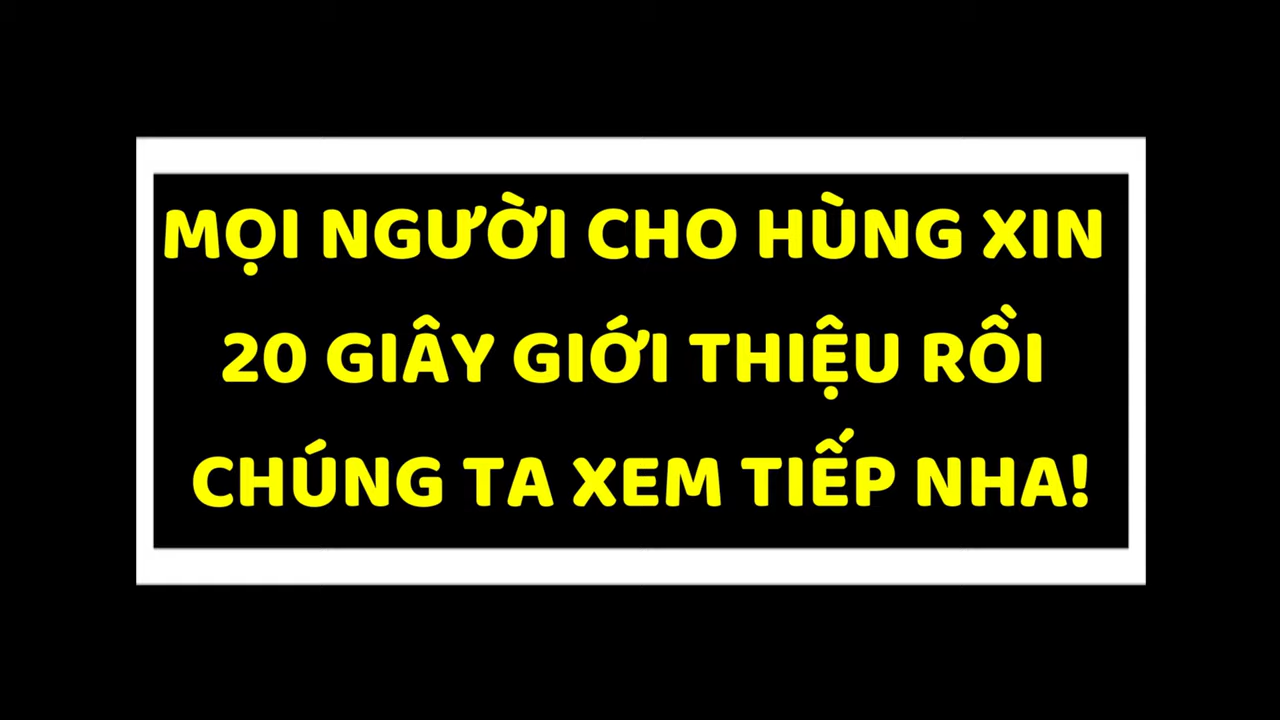 MỌI NGƯỜI CHO HÙNG XIN
20 GIÂY GIỚI THIỆU RỒI
CHÚNG TA XEM TIẾP NHA!